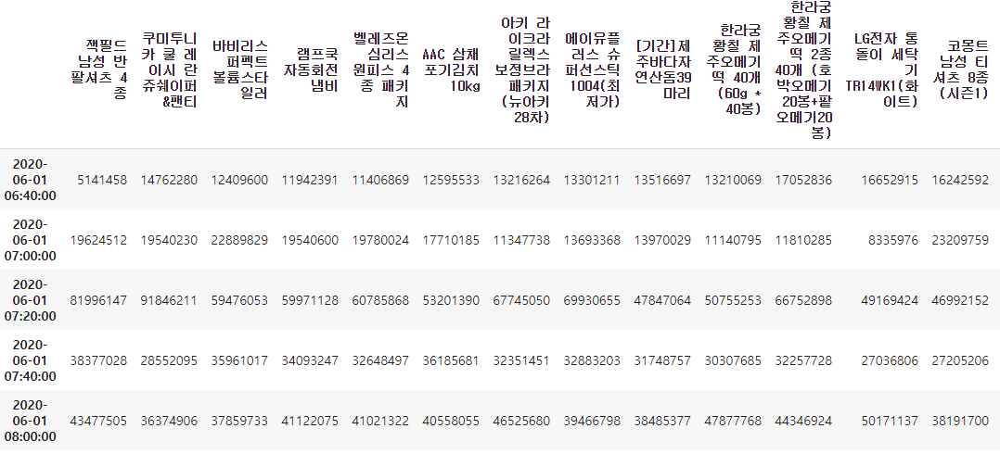 잭필드
남성 반
팔셔츠 4
종
쿠미투니
카 쿨 레
이시 란
쥬쉐이퍼
&팬티
바비리스
퍼펙트
볼륨스타
일러
램프쿡
자동회전
냄비
벨레즈온
심리스
원피스 4
종 패키
지
AAC 삼채
포기김치
10kg
아키 라
이크라
릴렉스
보정브라
패키지
(뉴아키
28차)
에이유플
러스 슈
퍼선스틱
1004(최
저가)
[기간]제
주바다자
연산돔39
마리
한라궁
황칠 제
주오메기
떡 40개
(60g *
40봉)
한라궁
황칠 제
주오메기
떡 2종
40개 (호
박오메기
20봉+팥
오메기20
봉)
LG전자 통
돌이 세탁
기
TR14WK1(화
이트)
코몽트
남성 티
셔츠 8종
(시즌1)
2020-
06-01
06:40:00
5141458 14762280 12409600 11942391 11406869 12595533 13216264 13301211 13516697 13210069 17052836 16652915 16242592
2020-
06-01
07:00:00
19624512 19540230 22889829 19540600 19780024 17710185 11347738 13693368 13970029 11140795 11810285 8335976 23209759
2020-
06-01
07:20:00
81996147 91846211 59476053 59971128 60785868 53201390 67745050 69930655 47847064 50755253 66752898 49169424 46992152
2020-
06-01
07:40:00
38377028 28552095 35961017 34093247 32648497 36185681 32351451 32883203 31748757 30307685 32257728 27036806 27205206
2020-
06-01
08:00:00
43477505 36374906 37859733 41122075 41021322 40558055 46525680 39466798 38485377 47877768 44346924 50171137 38191700